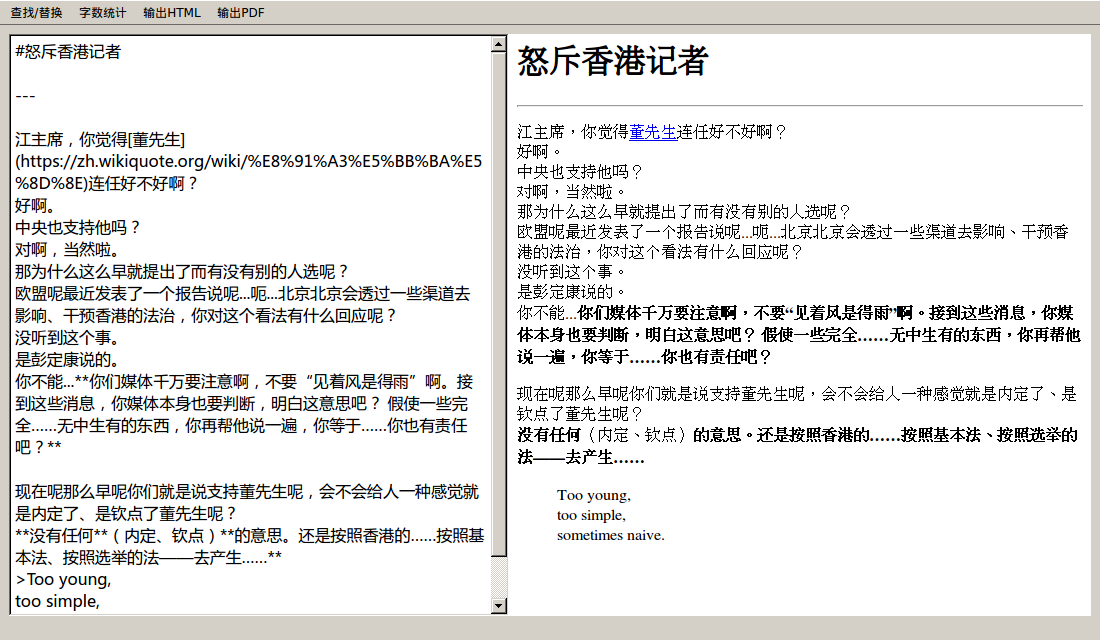 查找/替换 字数统计 输出HTML 输出PDF
#怒斥香港记者
---
江主席，你觉得[董先生]
(https://zh.wikiquote.org/wiki/%E8%91%A3%E5%BB%BA%E5
%8D%8E)连任好不好啊？
好啊。
中央也支持他吗？
对啊，当然啦。
那为什么这么早就提出了而有没有别的人选呢？
欧盟呢最近发表了一个报告说呢...呃...北京北京会透过一些渠道去
影响、干预香港的法治，你对这个看法有什么回应呢？
没听到这个事。
是彭定康说的。
你不能...**你们媒体千万要注意啊，不要“见着风是得雨”啊。接
到这些消息，你媒体本身也要判断，明白这意思吧？ 假使一些完
全……无中生有的东西，你再帮他说一遍，你等于……你也有责任
吧？**
现在呢那么早呢你们就是说支持董先生呢，会不会给人一种感觉就
是内定了、是钦点了董先生呢？
**没有任何**（内定、钦点）**的意思。还是按照香港的……按照基
本法、按照选举的法——去产生……**
>Too young,
too simple,
怒斥香港记者
江主席，你觉得董先生连任好不好啊？
好啊。
中央也支持他吗？
对啊，当然啦。
那为什么这么早就提出了而有没有别的人选呢？
欧盟呢最近发表了一个报告说呢...呃...北京北京会透过一些渠道去影响、干预香
港的法治，你对这个看法有什么回应呢？
没听到这个事。
是彭定康说的。
你不能...你们媒体千万要注意啊，不要“见着风是得雨”啊。接到这些消息，你媒
体本身也要判断，明白这意思吧？ 假使一些完全……无中生有的东西，你再帮他
说一遍，你等于……你也有责任吧？
现在呢那么早呢你们就是说支持董先生呢，会不会给人一种感觉就是内定了、是
钦点了董先生呢？
没有任何（内定、钦点）的意思。还是按照香港的……按照基本法、按照选举的
法——去产生……
Too young,
too simple,
sometimes naive.